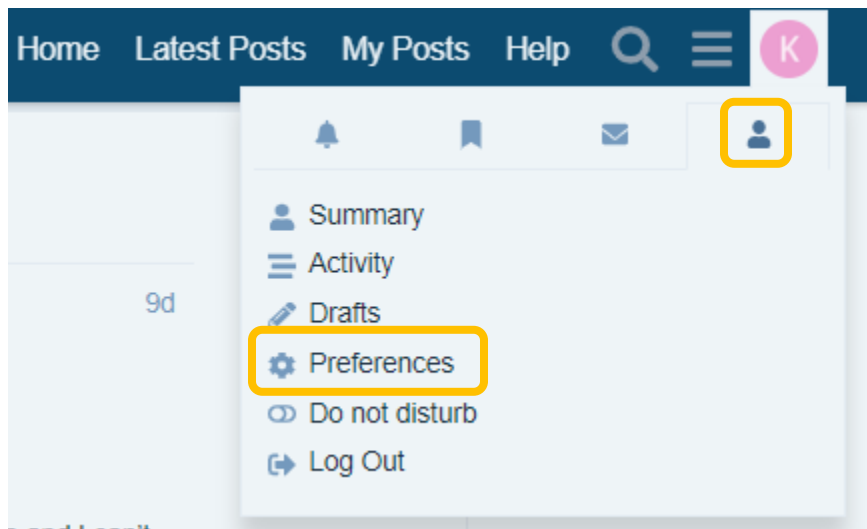 Home Latest Posts My Posts Help K
Summary
Activity
9d
Drafts
Preferences
Do not disturb
Log Out